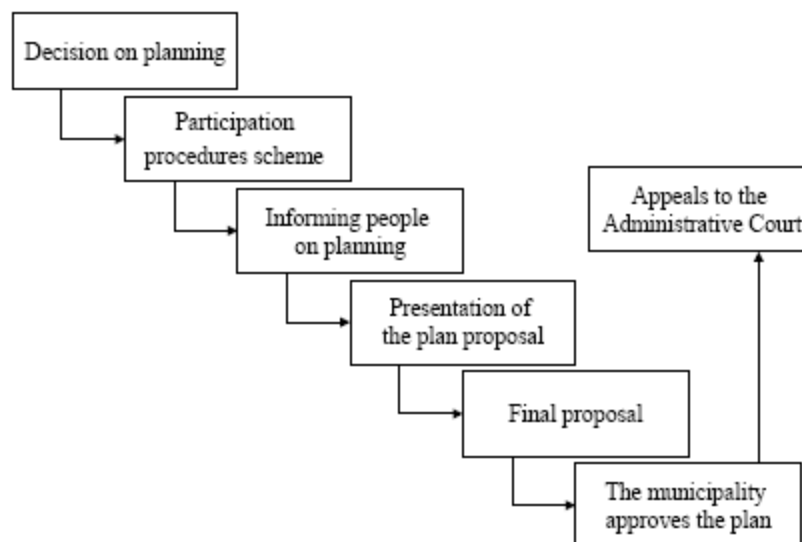 Decision on planning
Participation
procedures scheme
Informing people
on planning
Appeals to the
Administrative Court
Presentation of
the plan proposal
Final proposal
The municipality
approves the plan